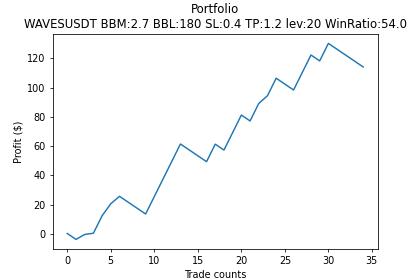 Portfolio
WAVESUSDT BBM:2.7 BBL:180 SL:0.4 TP:1.2 lev:20 WinRatio:54.0
120
100
80
60
40
20
0
Profit ($)
0 5 10 15 20 25 30 35
Trade counts